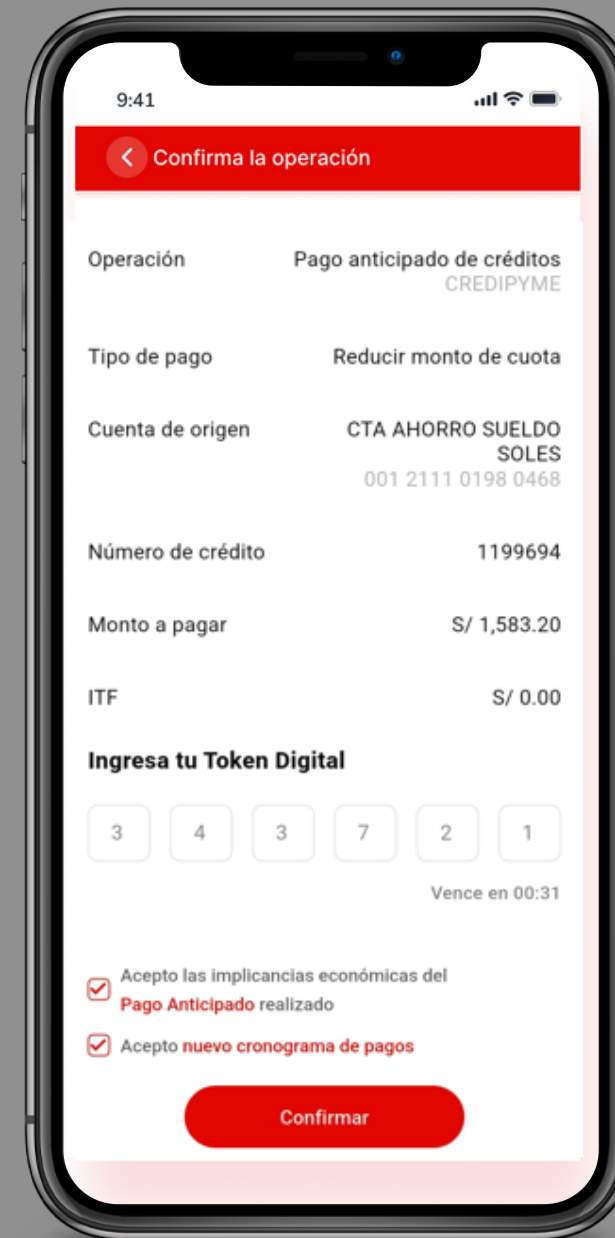 9:41
Confirma la operación
Operación Pago anticipado de créditos
CREDIPYME
Tipo de pago Reducir monto de cuota
Cuenta de origen CTA AHORRO SUELDO
SOLES
001 2111 0198 0468
Número de crédito 1199694
Monto a pagar S/ 1,583.20
ITF S/ 0.00
Ingresa tu Token Digital
3 4 3 7 2 1
Vence en 00:31
Acepto las implicancias económicas del
Pago Anticipado realizado
Acepto nuevo cronograma de pagos
Confirmar